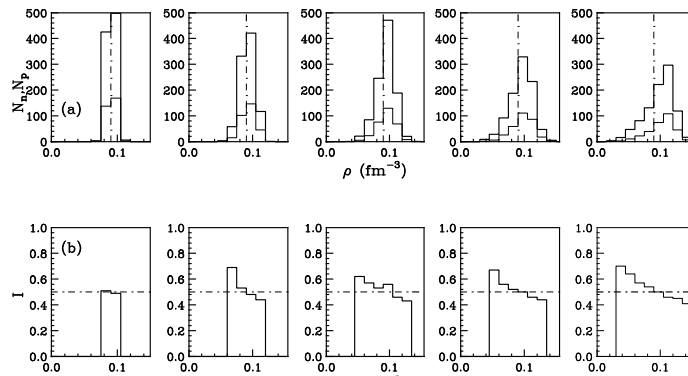 500 500 500 500 500
400 400 400 400 400
300 300 300 300 300
200 200 200 200 200
100 100 100 100 100
0 0 0 0 0
N_n, N_p
(a)
0.0 0.1 0.0 0.1 0.0 0.1 0.0 0.1 0.0 0.1
ρ (fm⁻³)
1.0 1.0 1.0 1.0 1.0
0.8 0.8 0.8 0.8 0.8
0.6 0.6 0.6 0.6 0.6
0.4 0.4 0.4 0.4 0.4
0.2 0.2 0.2 0.2 0.2
0.0 0.0 0.0 0.0 0.0
I
(b)
0.0 0.1 0.0 0.1 0.0 0.1 0.0 0.1 0.0 0.1